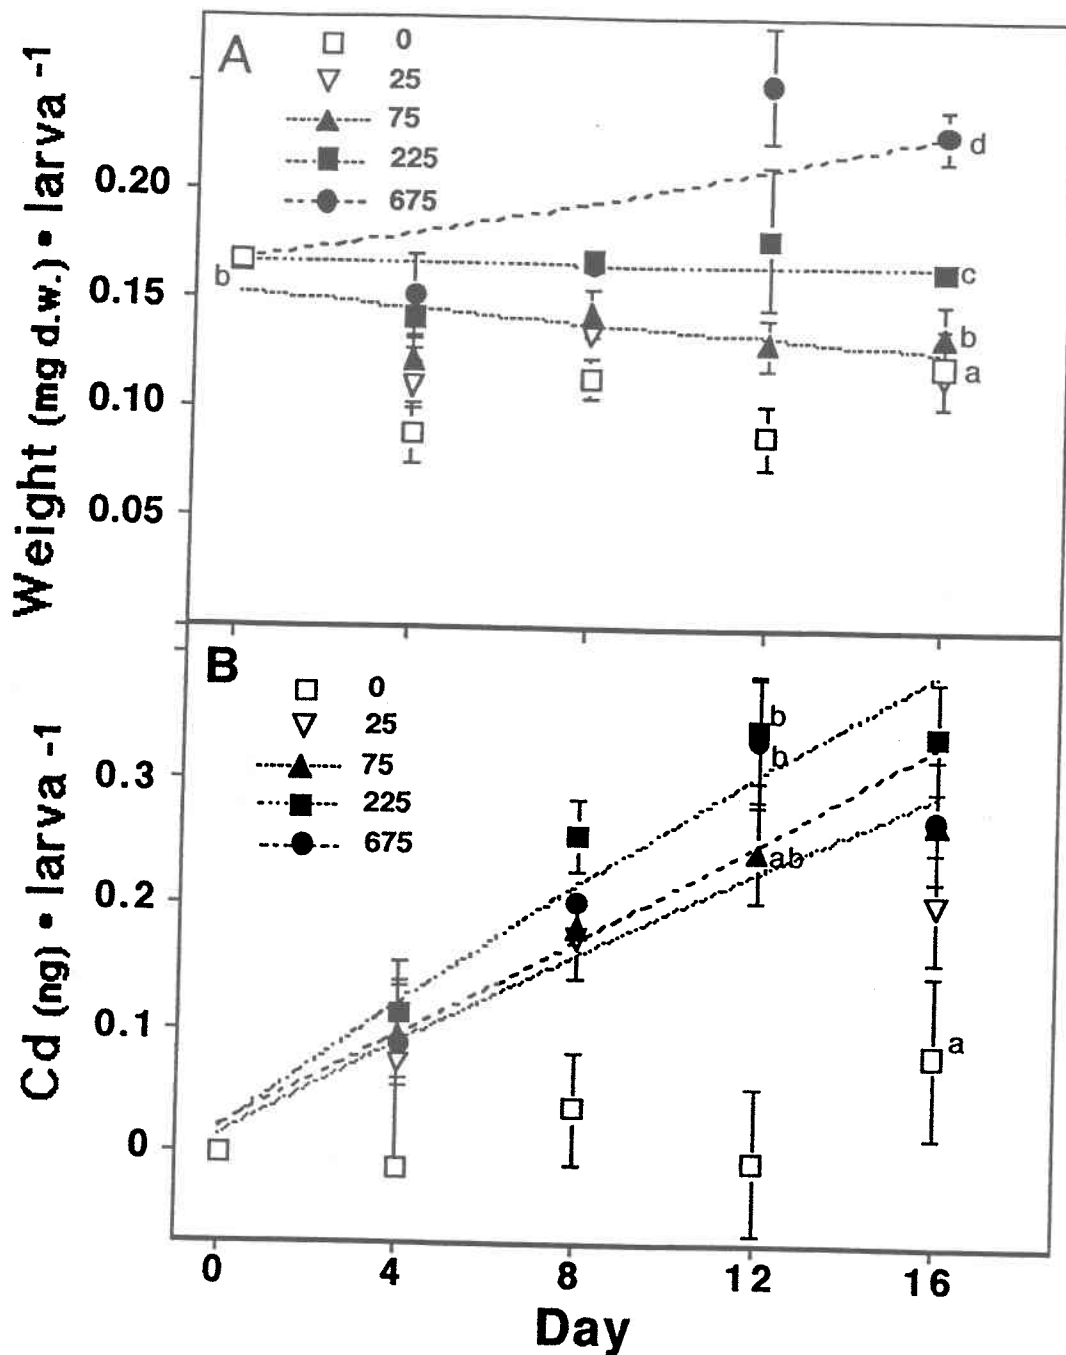 A
0
25
75
225
675
Weight (mg d.w.) • larva -1
0.20
0.15
0.10
0.05
b
d
c
b
a
B
0
25
75
225
675
Cd (ng) • larva -1
0.3
0.2
0.1
0
b
b
ab
a
0 4 8 12 16
Day